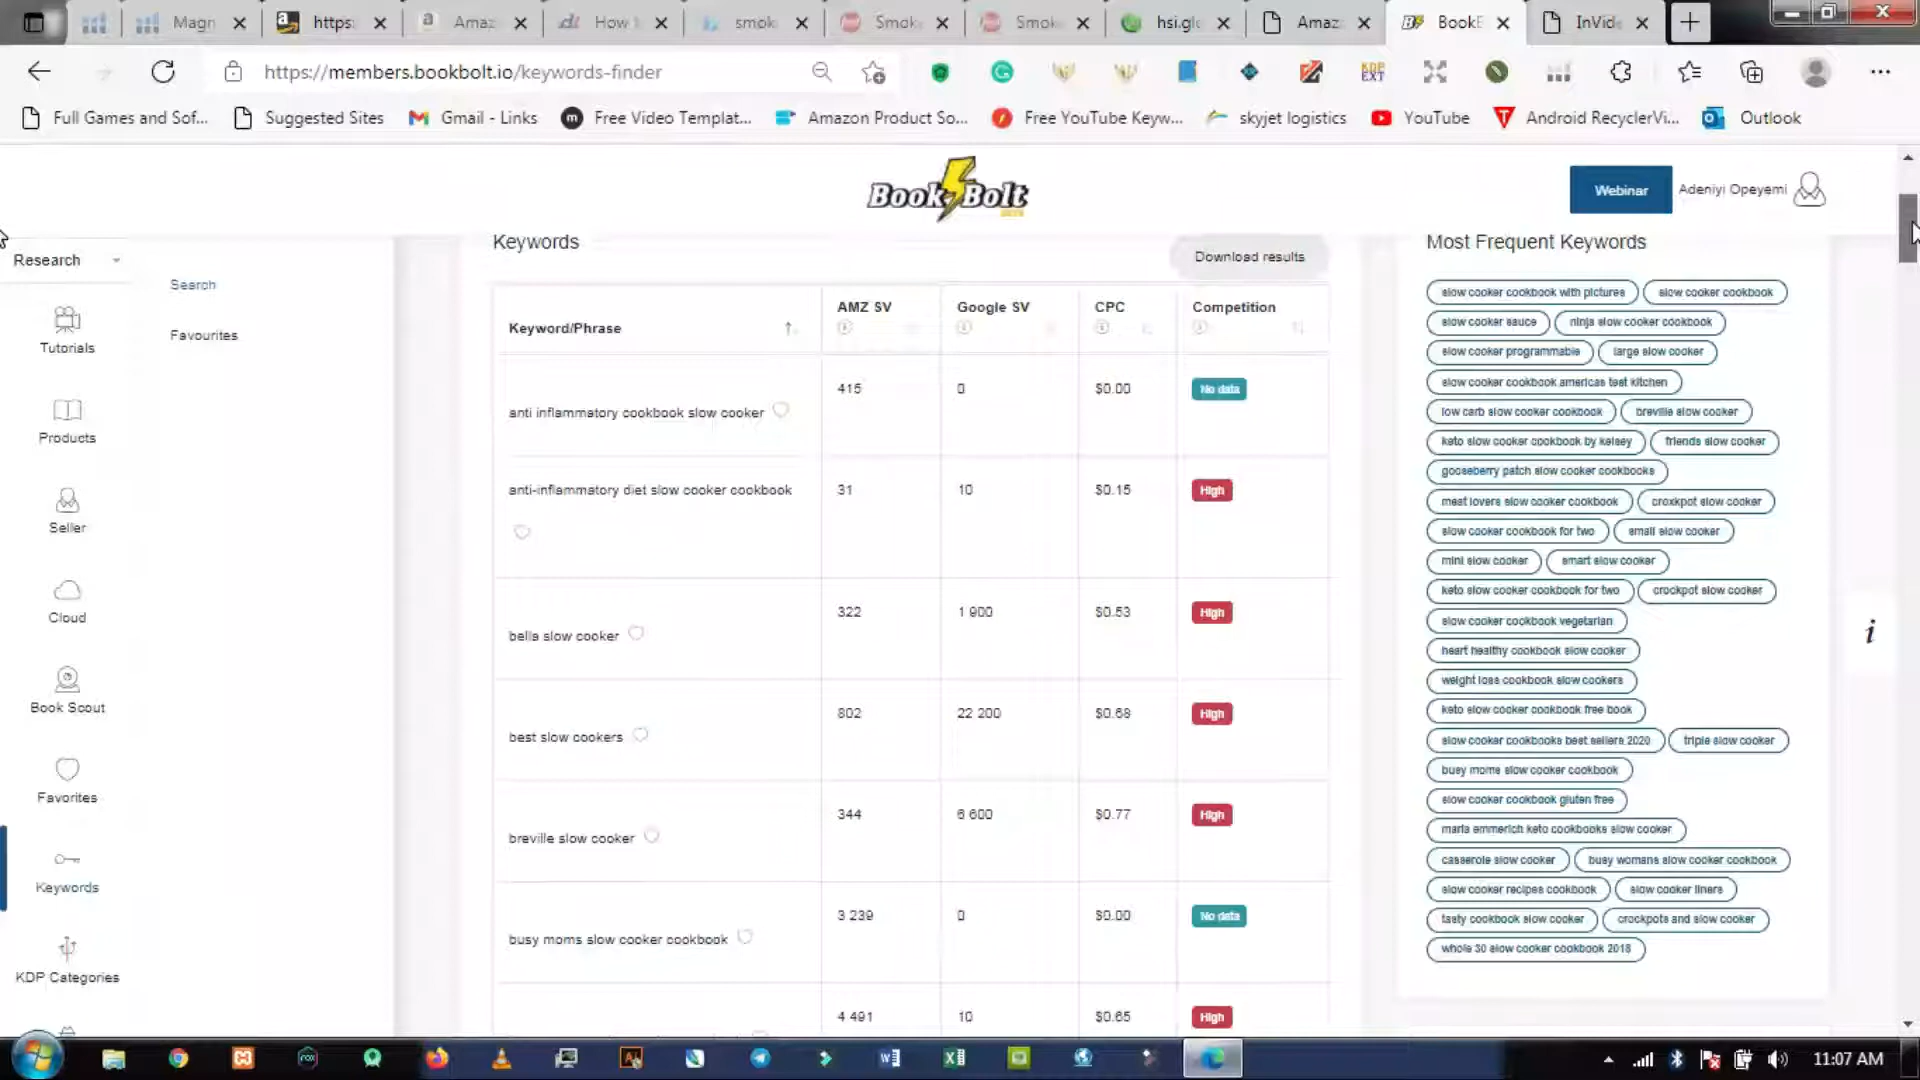 Magn
https:
Amaz
How t
smok
Smok
Smok
hsi.gl
Amaz
BookB
InVid
https://members.bookbolt.io/keywords-finder
KDP
EXT
Full Games and Sof...
Suggested Sites
Gmail - Links
Free Video Templat...
Amazon Product So...
Free YouTube Keyw...
skyjet logistics
YouTube
Android RecyclerVi...
Outlook
Book Bolt
Webinar
Adeniyi Opeyemi
Research
Search
Favourites
Tutorials
Products
Seller
Cloud
Book Scout
Favorites
Keywords
KDP Categories
Keywords
Download results
Keyword/Phrase AMZ SV Google SV CPC Competition
anti inflammatory cookbook slow cooker 415 0 $0.00 No data
anti-inflammatory diet slow cooker cookbook 31 10 $0.15 High
bella slow cooker 322 1 900 $0.53 High
best slow cookers 802 22 200 $0.68 High
breville slow cooker 344 6 600 $0.77 High
busy moms slow cooker cookbook 3 239 0 $0.00 No data
4 491 10 $0.65 High
Most Frequent Keywords
slow cooker cookbook with pictures slow cooker cookbook
slow cooker sauce ninja slow cooker cookbook
slow cooker programmable large slow cooker
slow cooker cookbook americas test kitchen
low carb slow cooker cookbook breville slow cooker
keto slow cooker cookbook by kelsey friends slow cooker
gooseberry patch slow cooker cookbooks
meat lovers slow cooker cookbook croxkpot slow cooker
slow cooker cookbook for two small slow cooker
mini slow cooker smart slow cooker
keto slow cooker cookbook for two crockpot slow cooker
slow cooker cookbook vegetarian
heart healthy cookbook slow cooker
weight loss cookbook slow cookers
keto slow cooker cookbook free book
slow cooker cookbooks best sellers 2020 triple slow cooker
busy moms slow cooker cookbook
slow cooker cookbook gluten free
maria emmerich keto cookbooks slow cooker
casserole slow cooker busy womans slow cooker cookbook
slow cooker recipes cookbook slow cooker liners
tasty cookbook slow cooker crockpots and slow cooker
whole 30 slow cooker cookbook 2018
i
11:07 AM